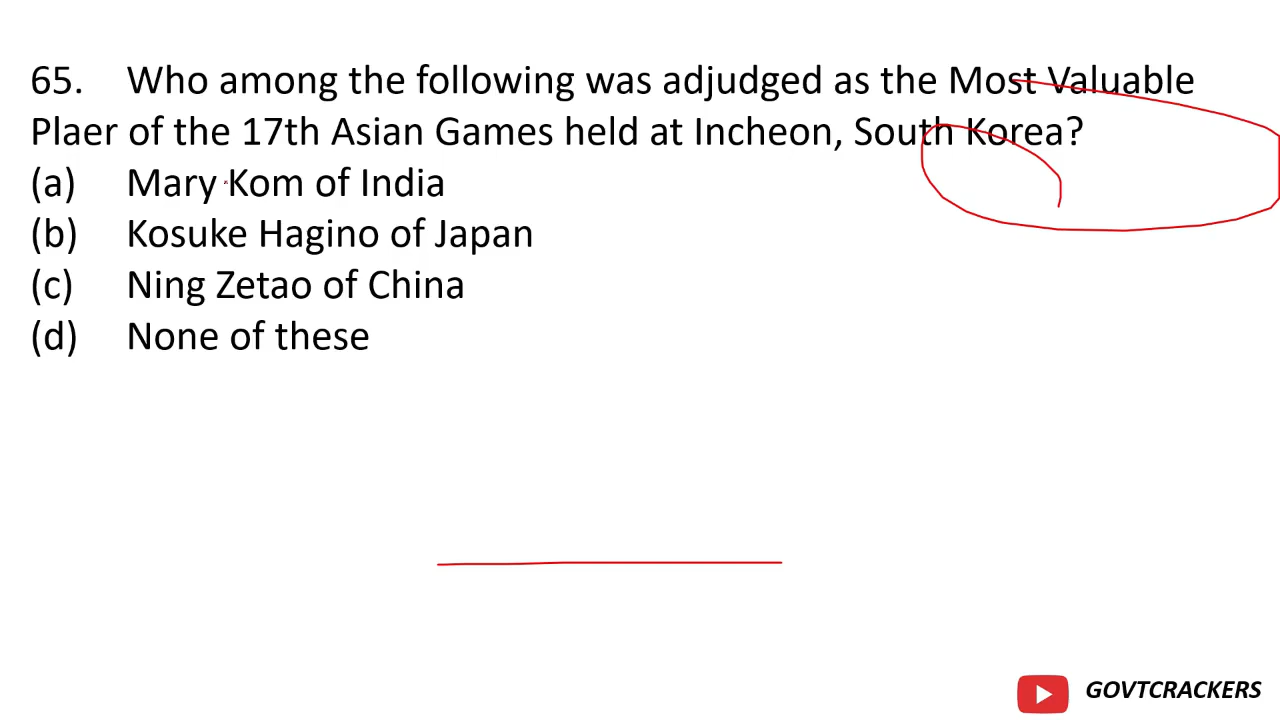 65. Who among the following was adjudged as the Most Valuable
Plaer of the 17th Asian Games held at Incheon, South Korea?
(a) Mary Kom of India
(b) Kosuke Hagino of Japan
(c) Ning Zetao of China
(d) None of these
GOVTCRACKERS